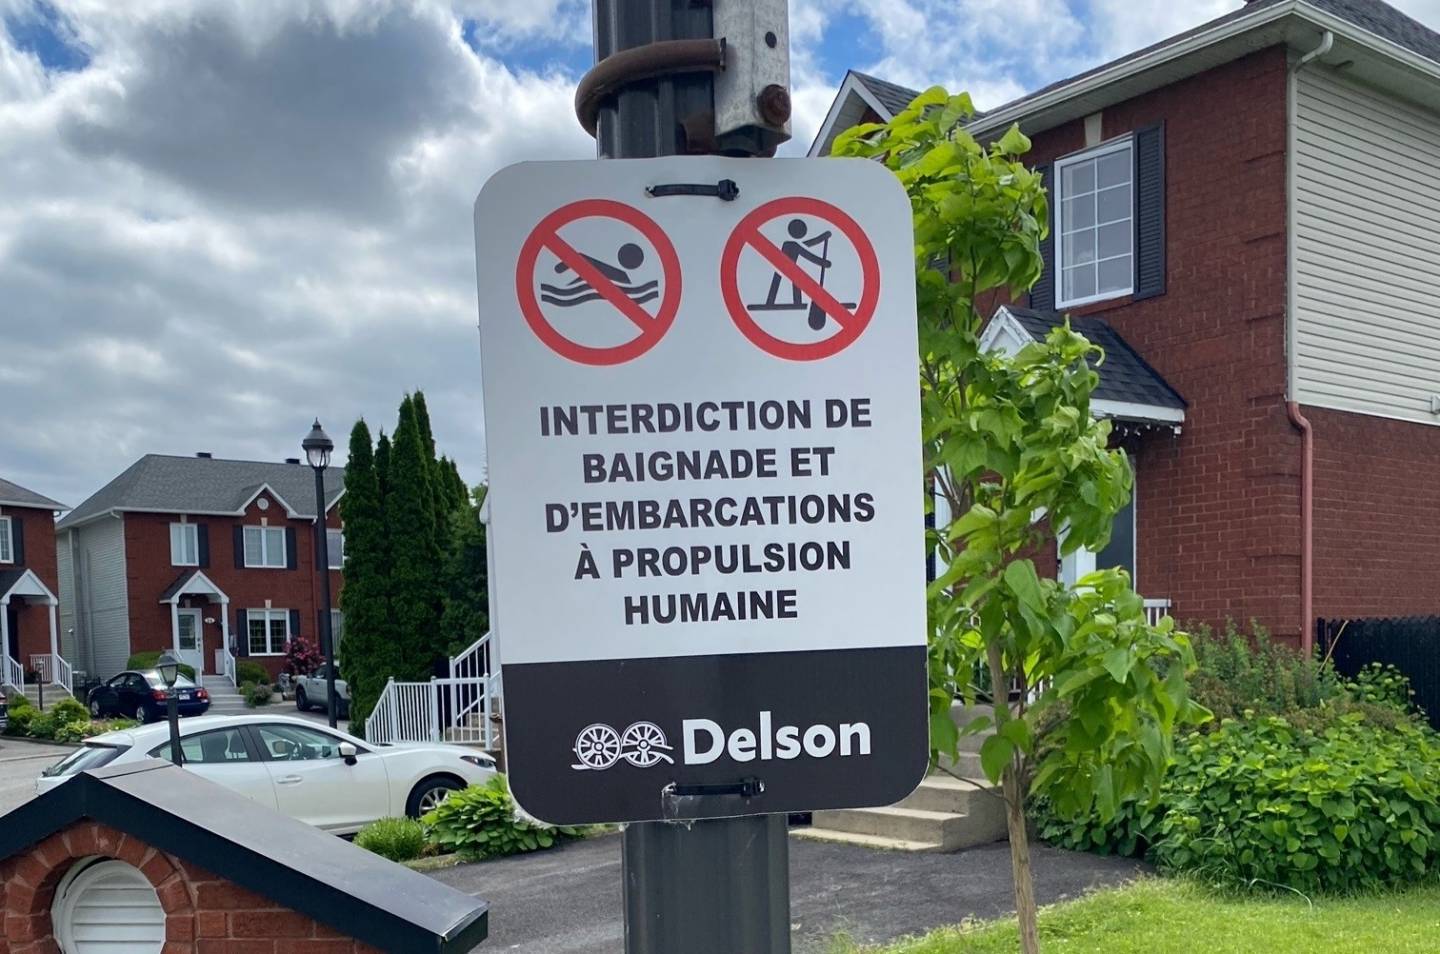 INTERDICTION DE
BAIGNADE ET
D'EMBARCATIONS
À PROPULSION
HUMAINE
Delson